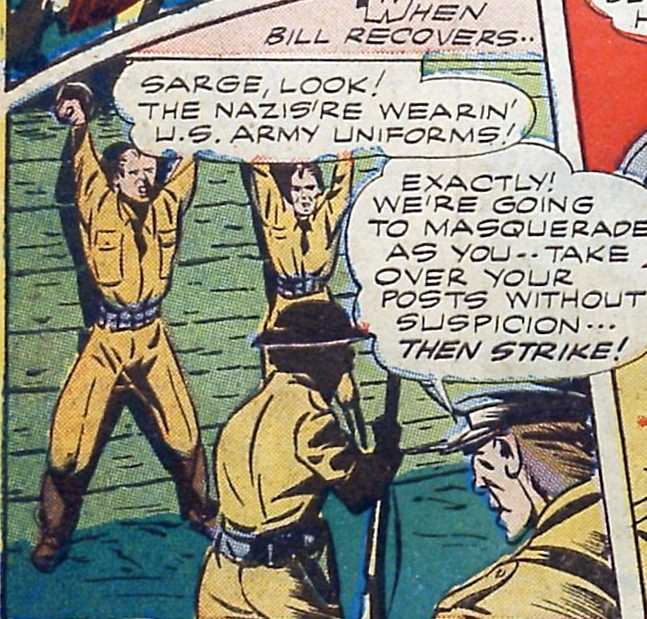 WHEN
BILL RECOVERS..
SARGE, LOOK!
THE NAZIS'RE WEARIN'
U.S. ARMY UNIFORMS!
EXACTLY!
WE'RE GOING
TO MASQUERADE
AS YOU--TAKE
OVER YOUR
POSTS WITHOUT
SUSPICION---
THEN STRIKE!